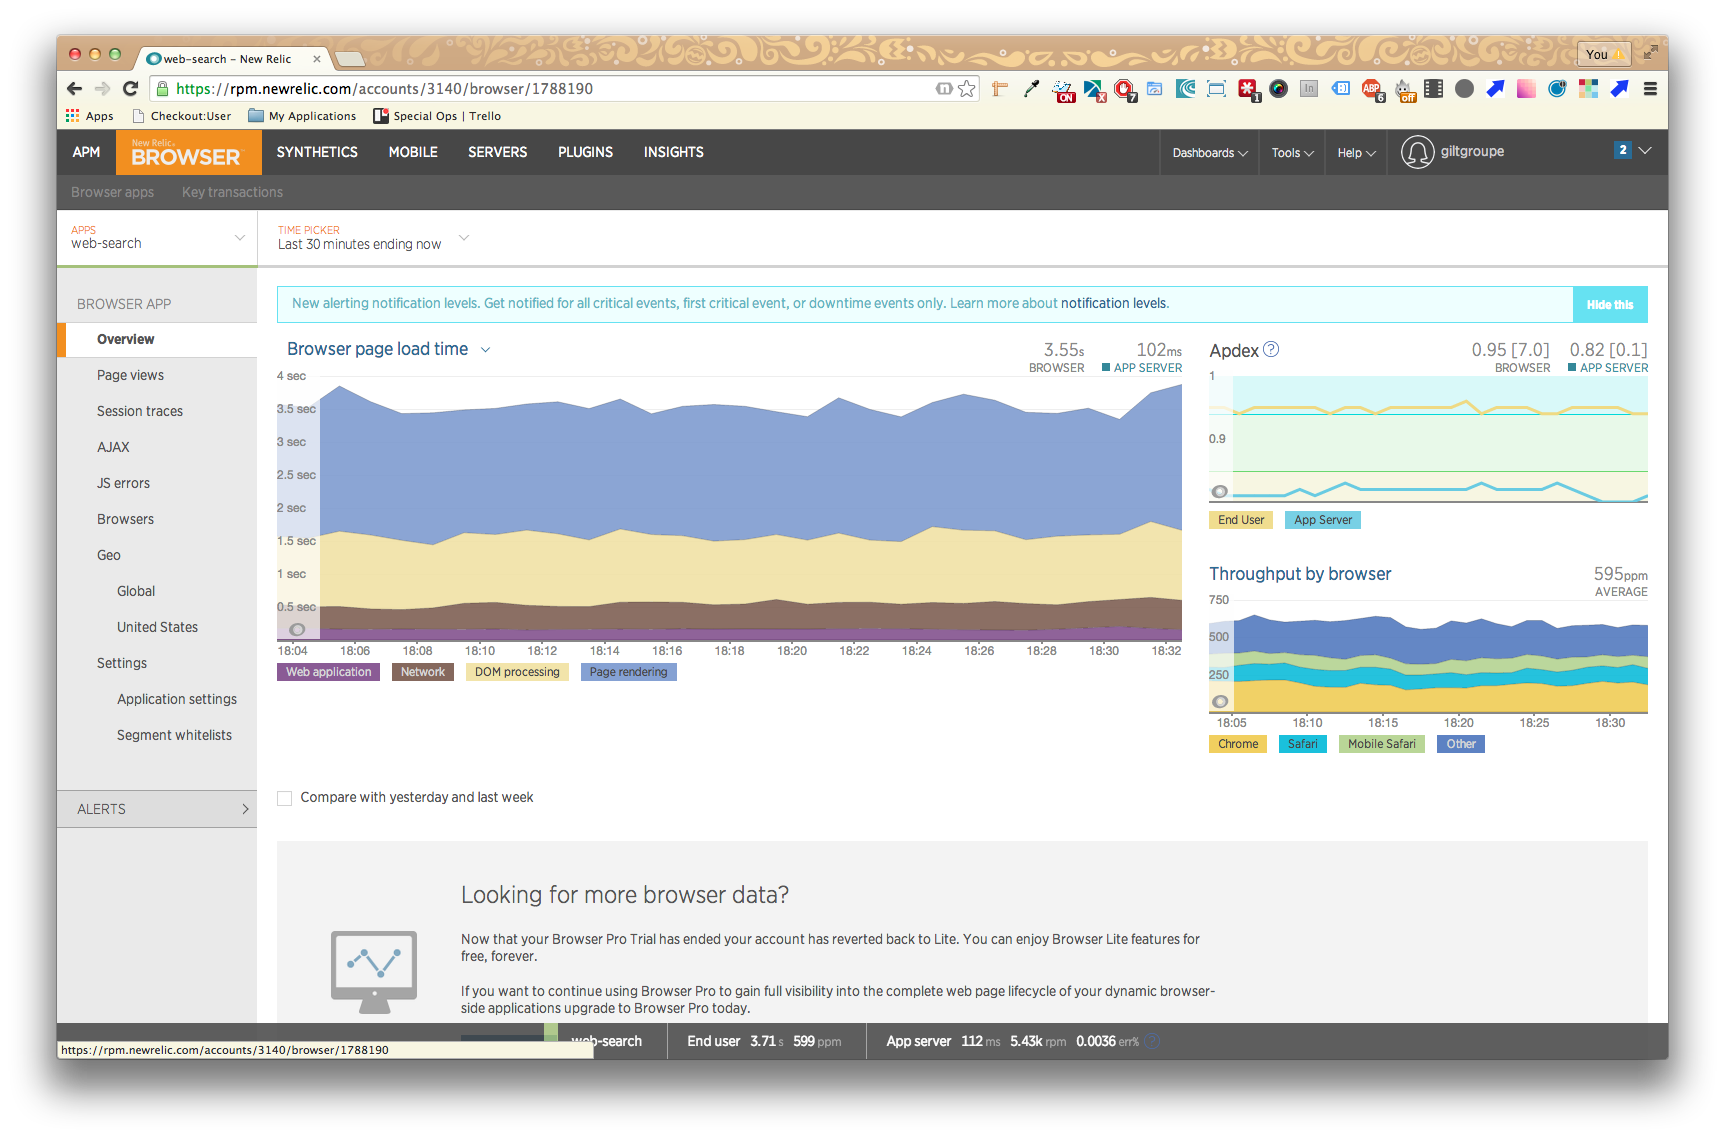 web-search – New Relic
You
https://rpm.newrelic.com/accounts/3140/browser/1788190
ON
X
7
1
In
ABP
6
off
Apps
Checkout:User
My Applications
Special Ops | Trello
APM
New Relic.
BROWSER
SYNTHETICS
MOBILE
SERVERS
PLUGINS
INSIGHTS
Dashboards
Tools
Help
giltgroupe
2
Browser apps
Key transactions
APPS
web-search
TIME PICKER
Last 30 minutes ending now
BROWSER APP
Overview
Page views
Session traces
AJAX
JS errors
Browsers
Geo
Global
United States
Settings
Application settings
Segment whitelists
ALERTS
New alerting notification levels. Get notified for all critical events, first critical event, or downtime events only. Learn more about notification levels.
Hide this
Browser page load time
3.55s
BROWSER
102ms
APP SERVER
4 sec
3.5 sec
3 sec
2.5 sec
2 sec
1.5 sec
1 sec
0.5 sec
18:04 18:06 18:08 18:10 18:12 18:14 18:16 18:18 18:20 18:22 18:24 18:26 18:28 18:30 18:32
Web application
Network
DOM processing
Page rendering
Apdex
?
0.95 [7.0]
BROWSER
0.82 [0.1]
APP SERVER
1
0.9
End User
App Server
Throughput by browser
595ppm
AVERAGE
750
500
250
18:05 18:10 18:15 18:20 18:25 18:30
Chrome
Safari
Mobile Safari
Other
Compare with yesterday and last week
Looking for more browser data?
Now that your Browser Pro Trial has ended your account has reverted back to Lite. You can enjoy Browser Lite features for
free, forever.
If you want to continue using Browser Pro to gain full visibility into the complete web page lifecycle of your dynamic browser-
side applications upgrade to Browser Pro today.
web-search
End user 3.71 s 599 ppm
App server 112 ms 5.43k rpm 0.0036 err% ?
https://rpm.newrelic.com/accounts/3140/browser/1788190